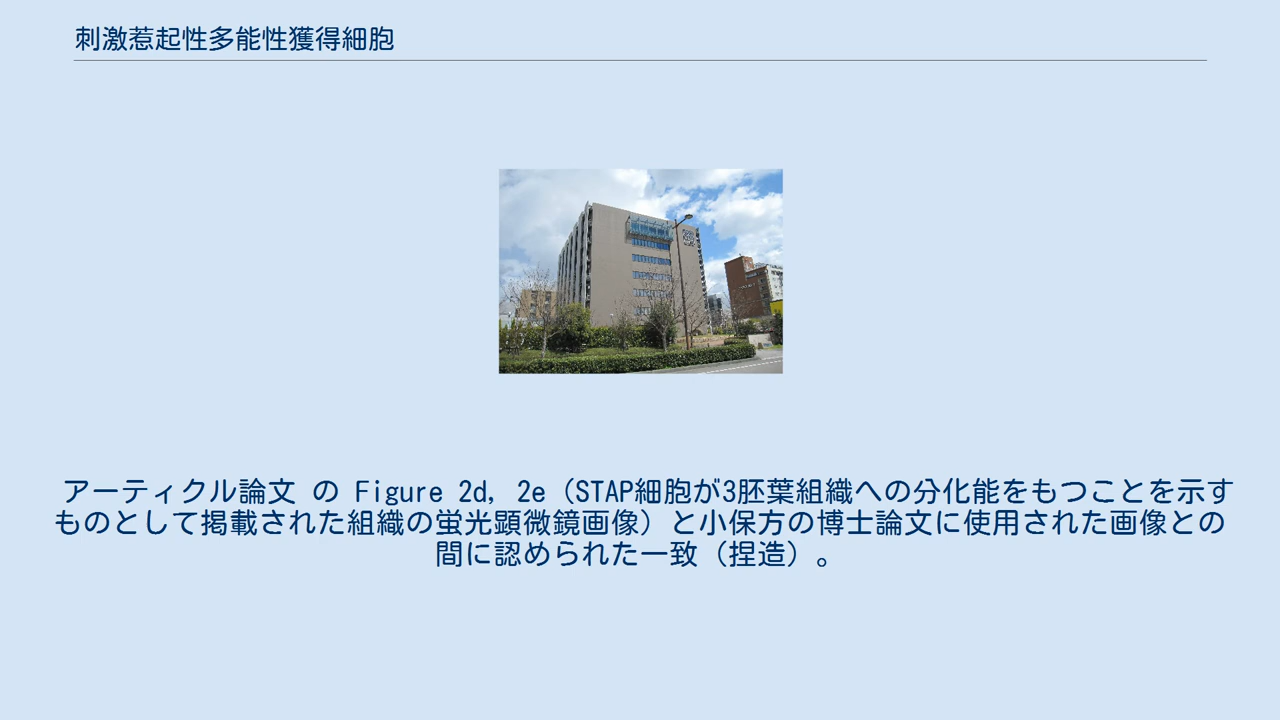 刺激惹起性多能性獲得細胞
アーティクル論文 の Figure 2d, 2e（STAP細胞が3胚葉組織への分化能をもつことを示す
ものとして掲載された組織の蛍光顕微鏡画像）と小保方の博士論文に使用された画像との
間に認められた一致（捏造）。